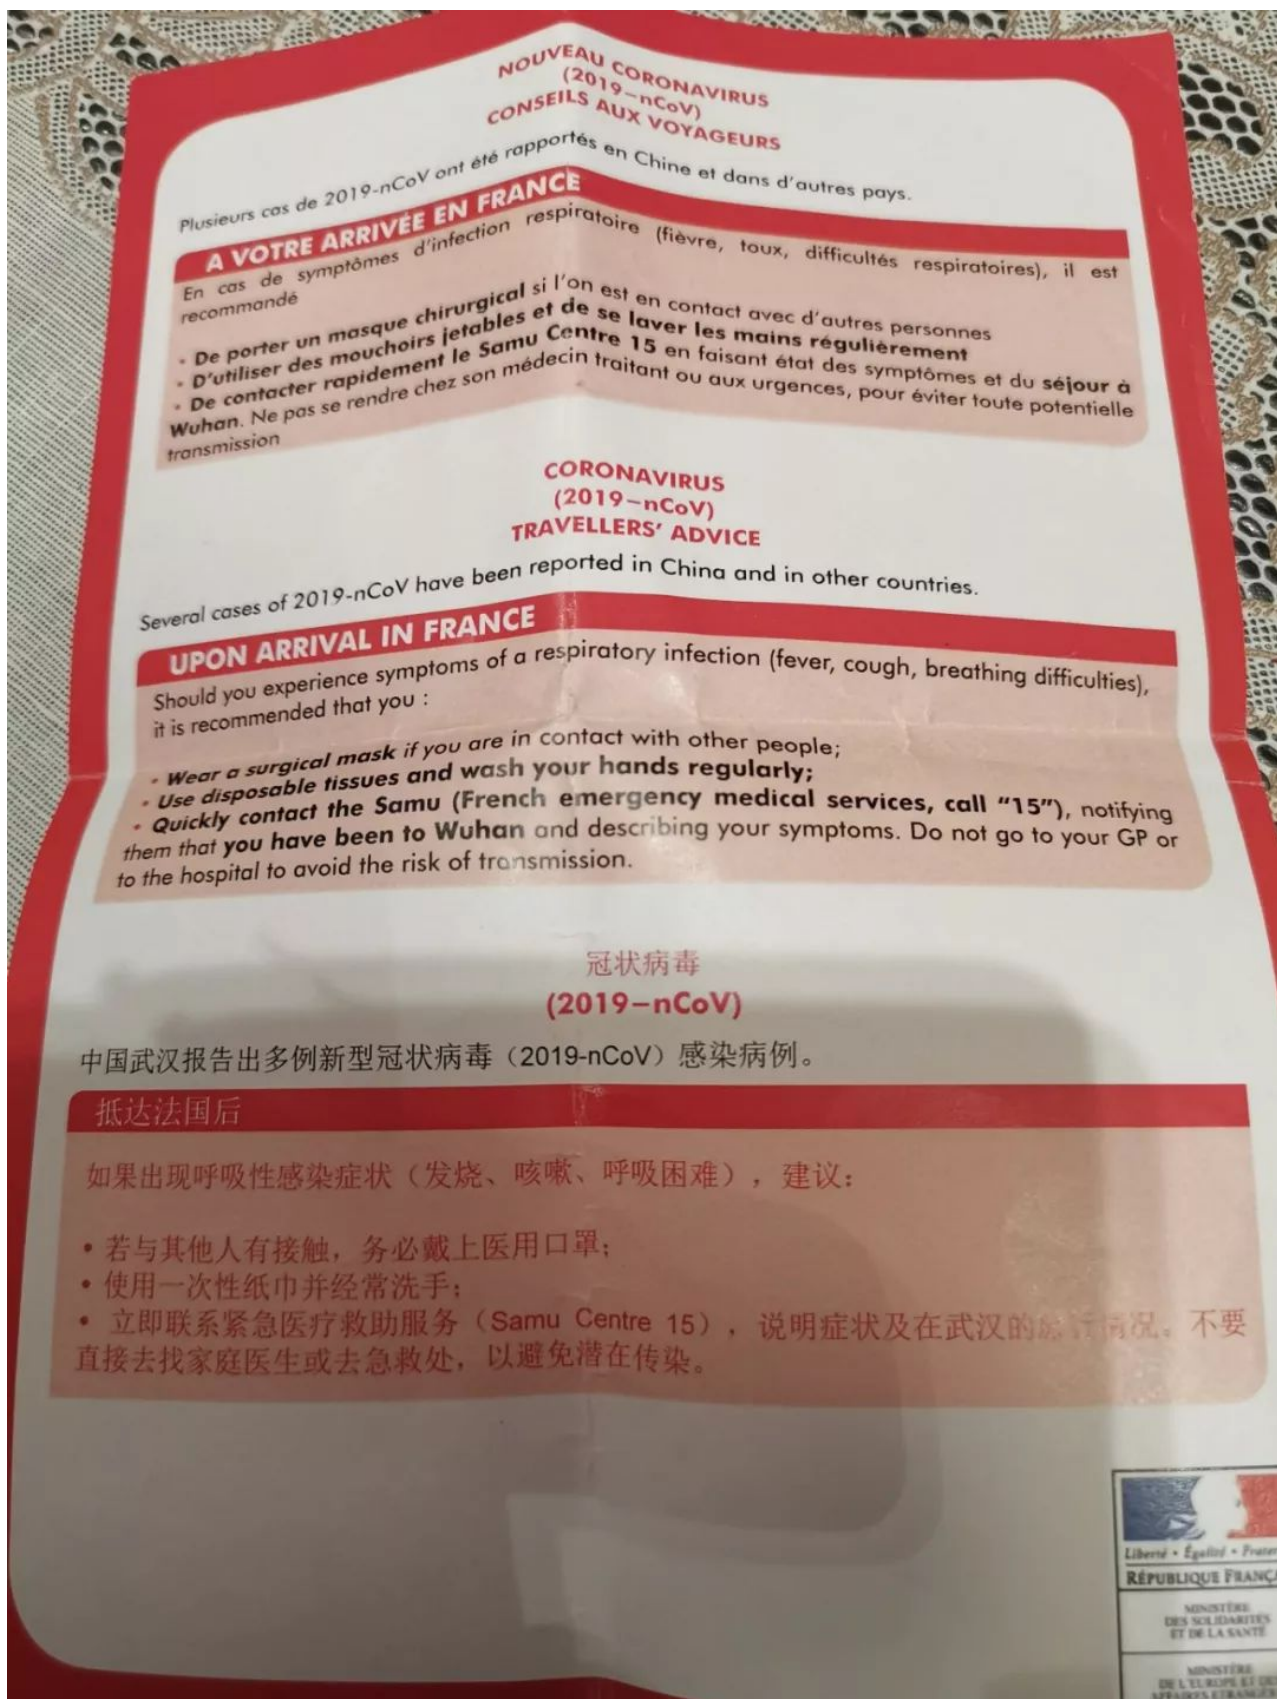 NOUVEAU CORONAVIRUS
(2019–nCoV)
CONSEILS AUX VOYAGEURS
Plusieurs cas de 2019-nCoV ont été rapportés en Chine et dans d'autres pays.
A VOTRE ARRIVÉE EN FRANCE
En cas de symptômes d'infection respiratoire (fièvre, toux, difficultés respiratoires), il est
recommandé
• De porter un masque chirurgical si l'on est en contact avec d'autres personnes
• D'utiliser des mouchoirs jetables et de se laver les mains régulièrement
• De contacter rapidement le Samu Centre 15 en faisant état des symptômes et du séjour à
Wuhan. Ne pas se rendre chez son médecin traitant ou aux urgences, pour éviter toute potentielle
transmission
CORONAVIRUS
(2019–nCoV)
TRAVELLERS' ADVICE
Several cases of 2019-nCoV have been reported in China and in other countries.
UPON ARRIVAL IN FRANCE
Should you experience symptoms of a respiratory infection (fever, cough, breathing difficulties),
it is recommended that you :
• Wear a surgical mask if you are in contact with other people;
• Use disposable tissues and wash your hands regularly;
• Quickly contact the Samu (French emergency medical services, call "15"), notifying
them that you have been to Wuhan and describing your symptoms. Do not go to your GP or
to the hospital to avoid the risk of transmission.
冠状病毒
(2019–nCoV)
中国武汉报告出多例新型冠状病毒（2019-nCoV）感染病例。
抵达法国后
如果出现呼吸性感染症状（发烧、咳嗽、呼吸困难），建议：
• 若与其他人有接触，务必戴上医用口罩；
• 使用一次性纸巾并经常洗手；
• 立即联系紧急医疗救助服务（Samu Centre 15），说明症状及在武汉的情况。不要
直接去找家庭医生或去急救处，以避免潜在传染。
Liberté • Égalité •
RÉPUBLIQUE
MINISTÈRE
DES SOLIDARITÉS
ET DE LA SANTÉ
MINISTÈRE
DE L'EUROPE ET